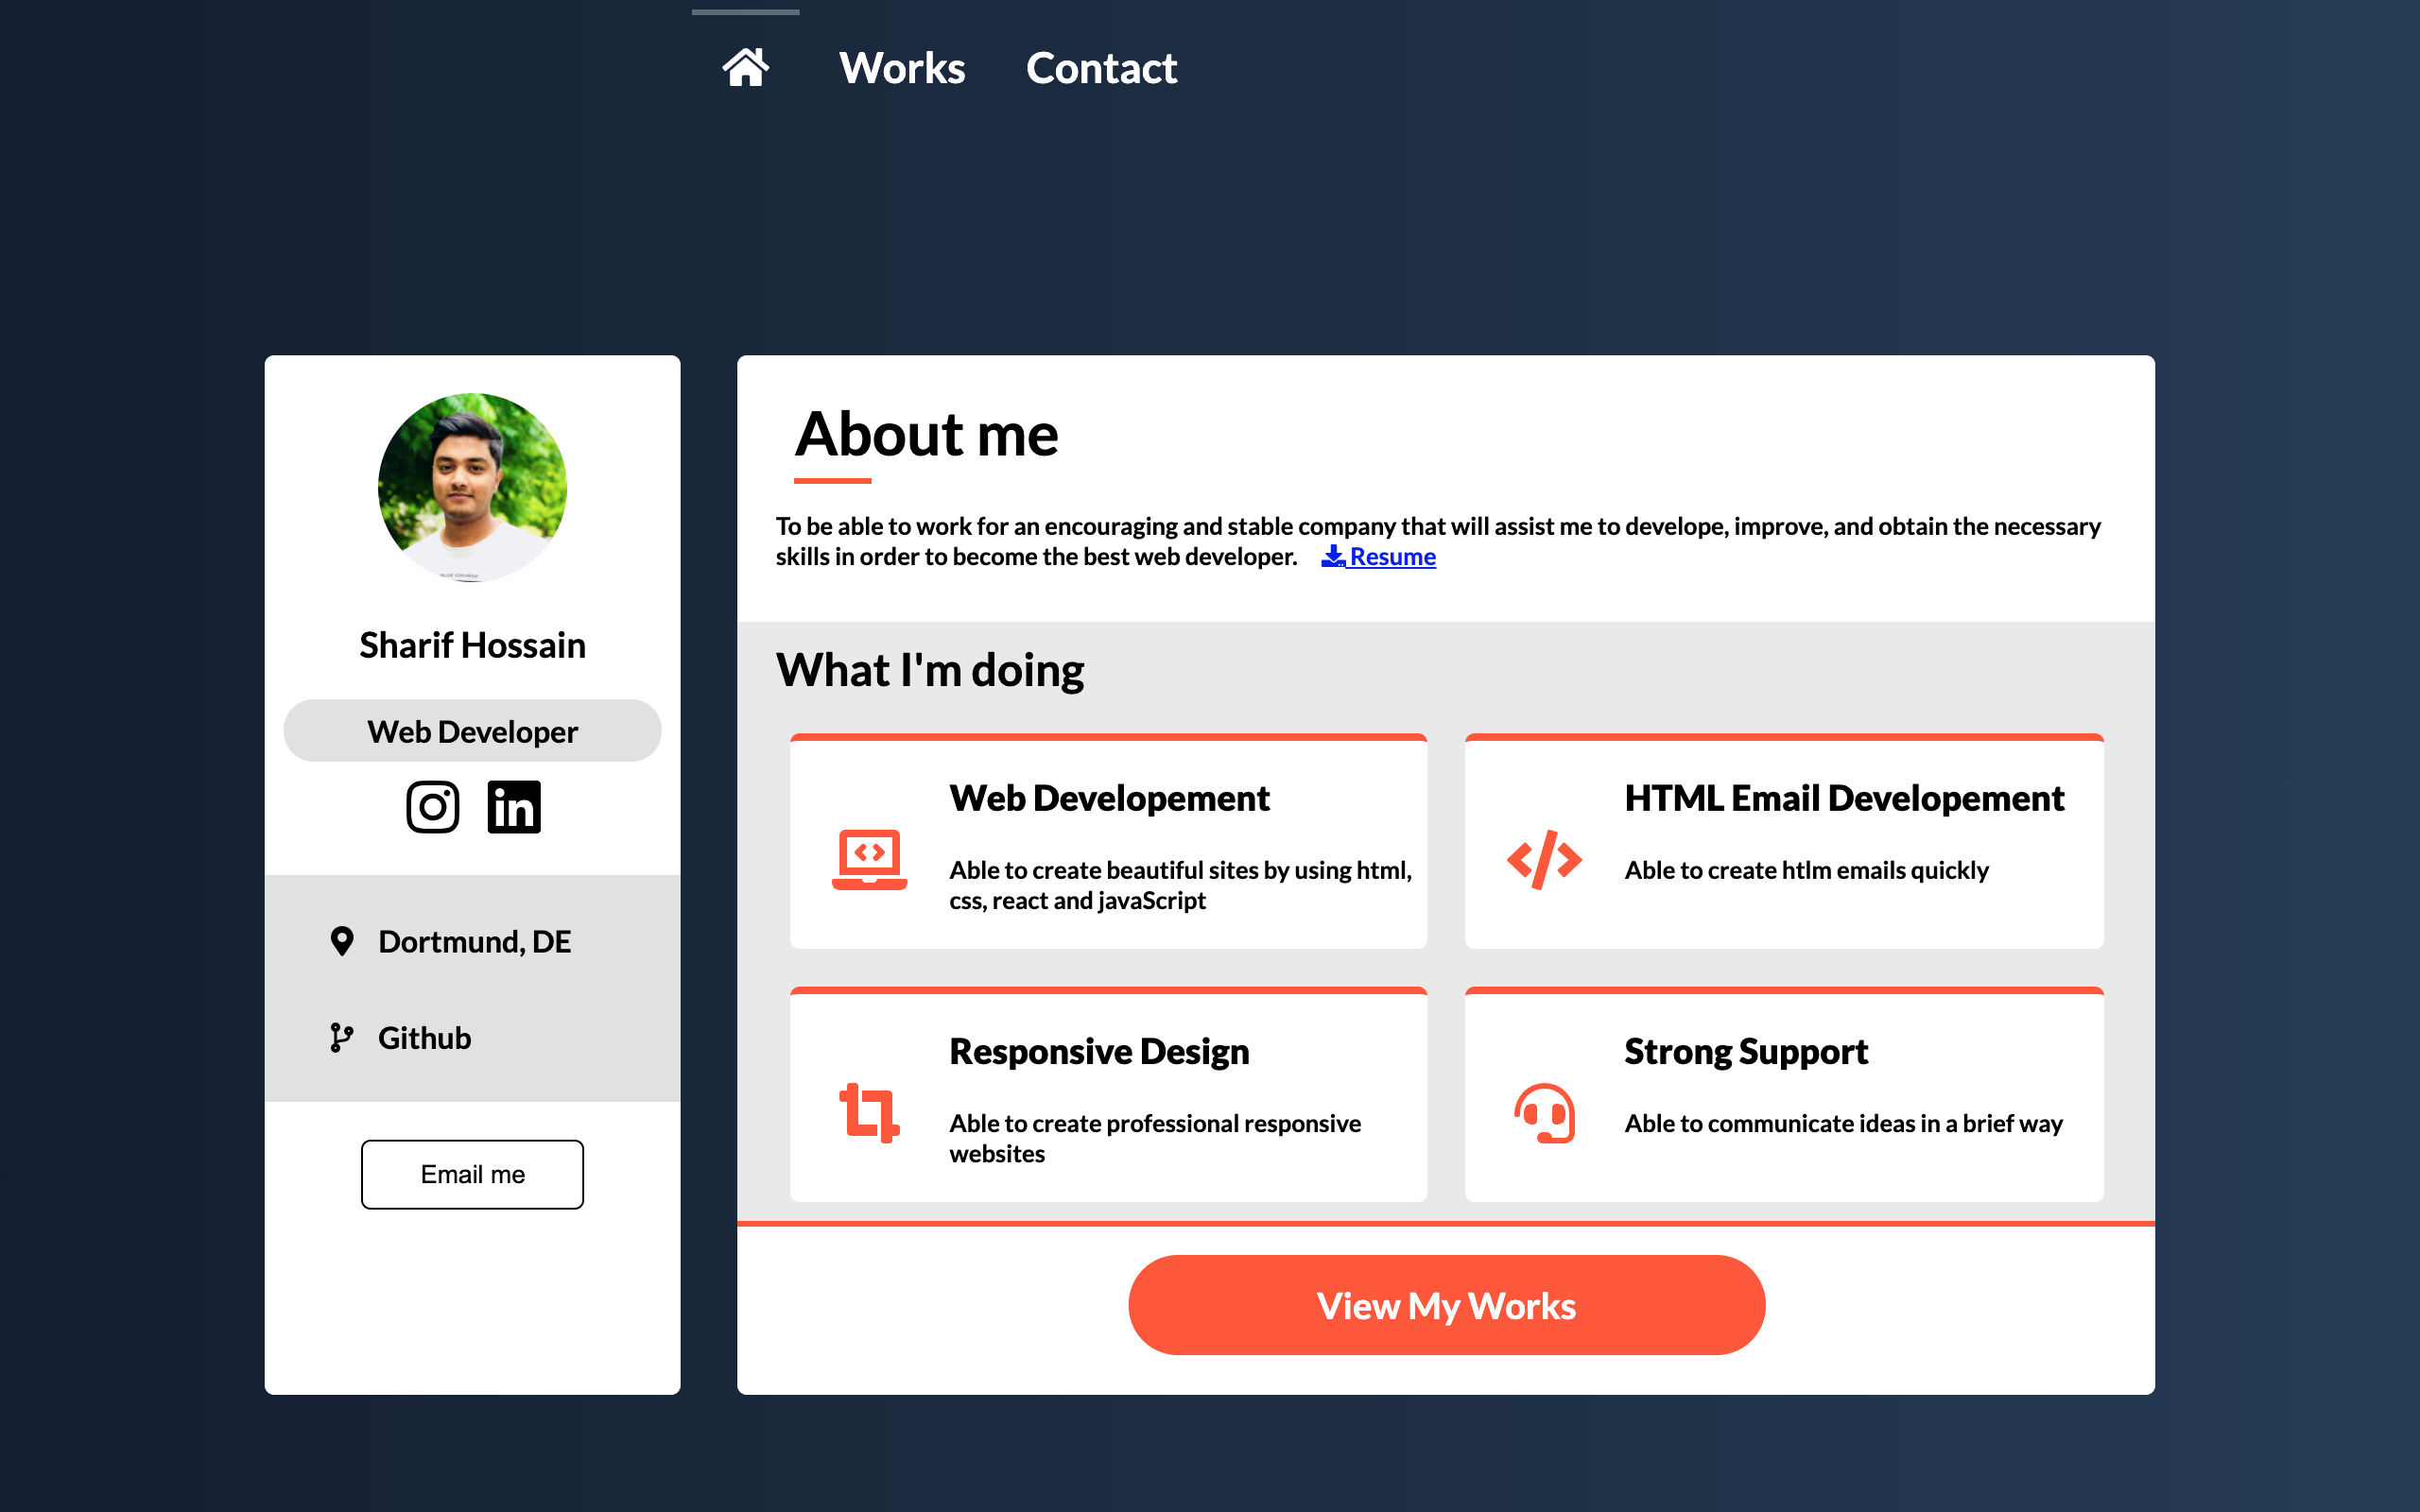 Works Contact
Sharif Hossain
Web Developer
Dortmund, DE
Github
Email me
About me
To be able to work for an encouraging and stable company that will assist me to develope, improve, and obtain the necessary
skills in order to become the best web developer. Resume
What I'm doing
Web Developement
Able to create beautiful sites by using html,
css, react and javaScript
HTML Email Developement
Able to create htlm emails quickly
Responsive Design
Able to create professional responsive
websites
Strong Support
Able to communicate ideas in a brief way
View My Works